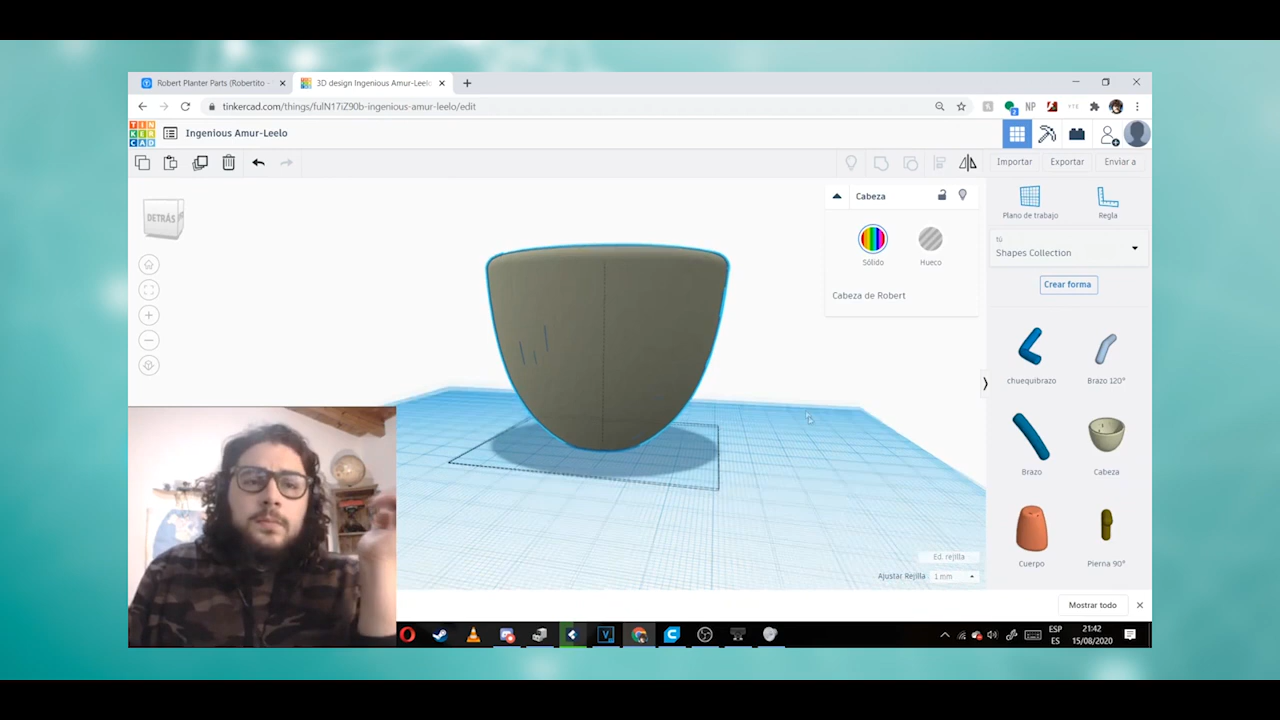 Robert Planter Parts (Robertito -
3D design Ingenious Amur-Leelo
tinkercad.com/things/fulN17iZ90b-ingenious-amur-leelo/edit
NP
TIN
KER
CAD
Ingenious Amur-Leelo
Importar
Exportar
Enviar a
DETRÁS
Cabeza
Sólido
Hueco
Cabeza de Robert
Plano de trabajo
Regla
tú
Shapes Collection
Crear forma
chuequibrazo
Brazo 120°
Brazo
Cabeza
Cuerpo
Pierna 90°
Ed. rejilla
Ajustar Rejilla
1 mm
Mostrar todo
ESP
ES
21:42
15/08/2020